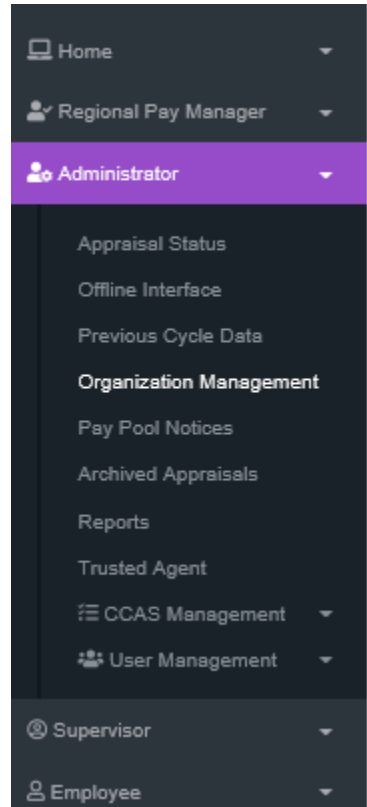 Home
Regional Pay Manager
Administrator
Appraisal Status
Offline Interface
Previous Cycle Data
Organization Management
Pay Pool Notices
Archived Appraisals
Reports
Trusted Agent
CCAS Management
User Management
Supervisor
Employee